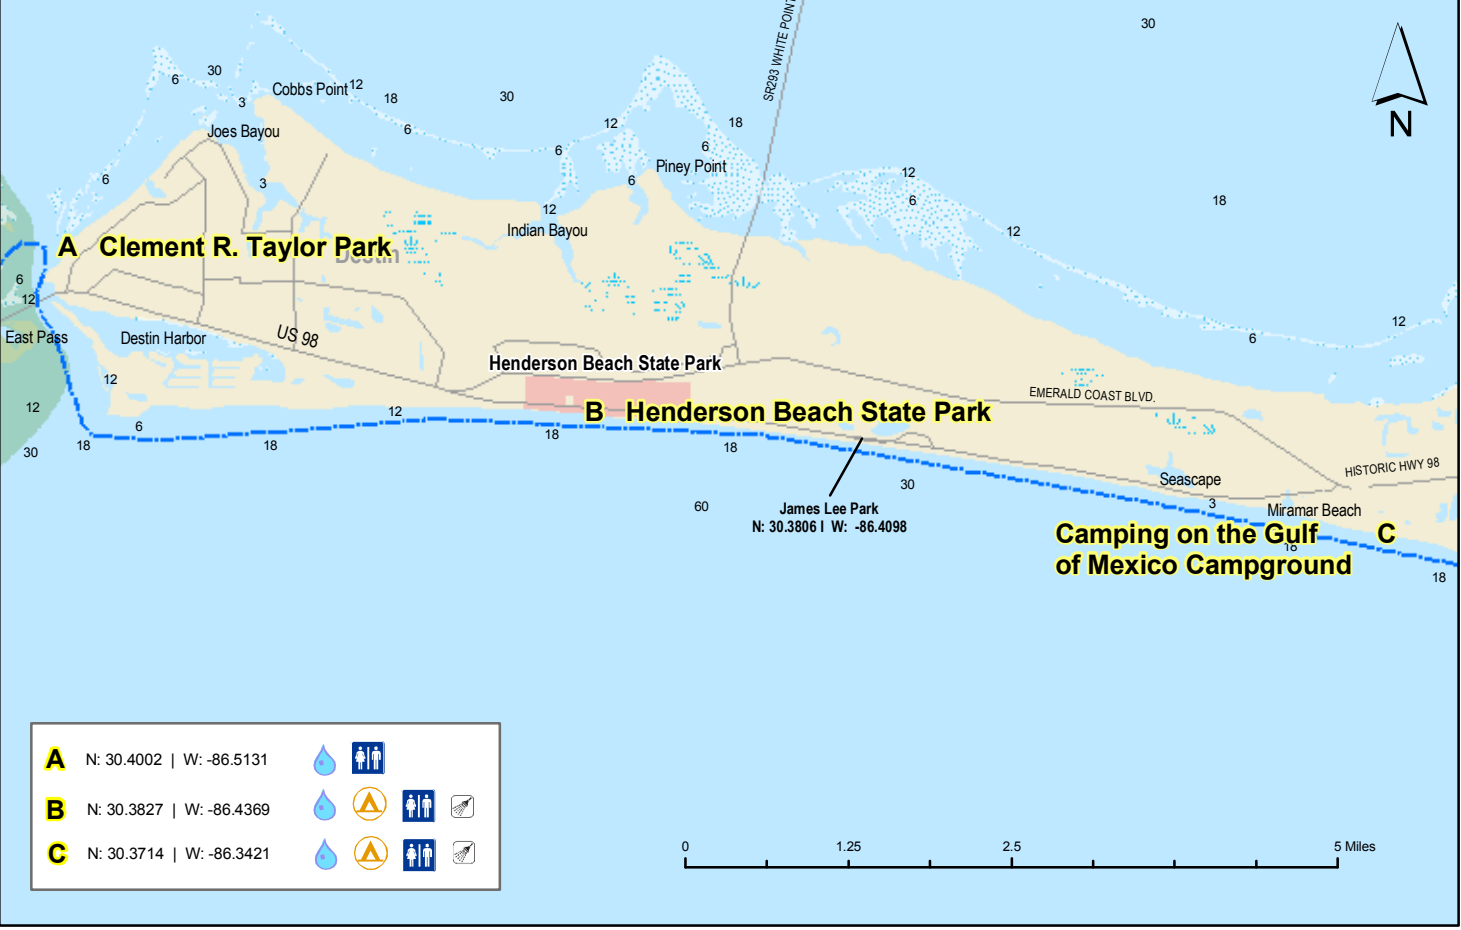 30
SR293 WHITE POINT
N
6
30
Cobbs Point
12
18
30
3
Joes Bayou
6
12
18
6
Piney Point
6
3
6
6
12
6
18
12
Indian Bayou
12
A Clement R. Taylor Park
Destin
6
12
East Pass
Destin Harbor
US 98
12
6
Henderson Beach State Park
12
12
6
18
30
18
12
B Henderson Beach State Park
18
18
EMERALD COAST BLVD.
HISTORIC HWY 98
Seascape
30
60
James Lee Park
N: 30.3806 I W: -86.4098
3
Miramar Beach
Camping on the Gulf
of Mexico Campground
C
18
18
A N: 30.4002 | W: -86.5131
B N: 30.3827 | W: -86.4369
C N: 30.3714 | W: -86.3421
0 1.25 2.5 5 Miles